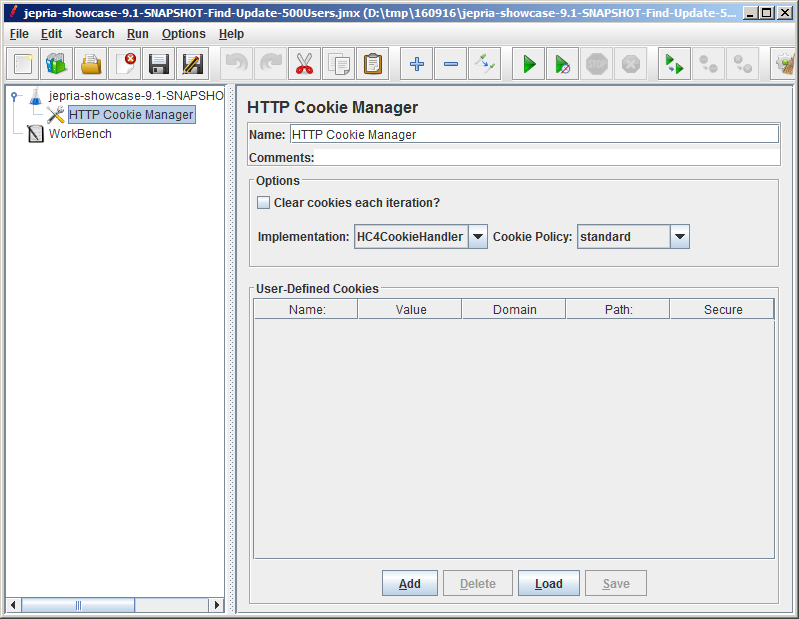 jepria-showcase-9.1-SNAPSHOT-Find-Update-500Users.jmx (D:\tmp\160916\jepria-showcase-9.1-SNAPSHOT-Find-Update-5...
File Edit Search Run Options Help
STOP
jepria-showcase-9.1-SNAPSHO
HTTP Cookie Manager
WorkBench
HTTP Cookie Manager
Name: HTTP Cookie Manager
Comments:
Options
Clear cookies each iteration?
Implementation: HC4CookieHandler Cookie Policy: standard
User-Defined Cookies
Name: Value Domain Path: Secure
Add Delete Load Save